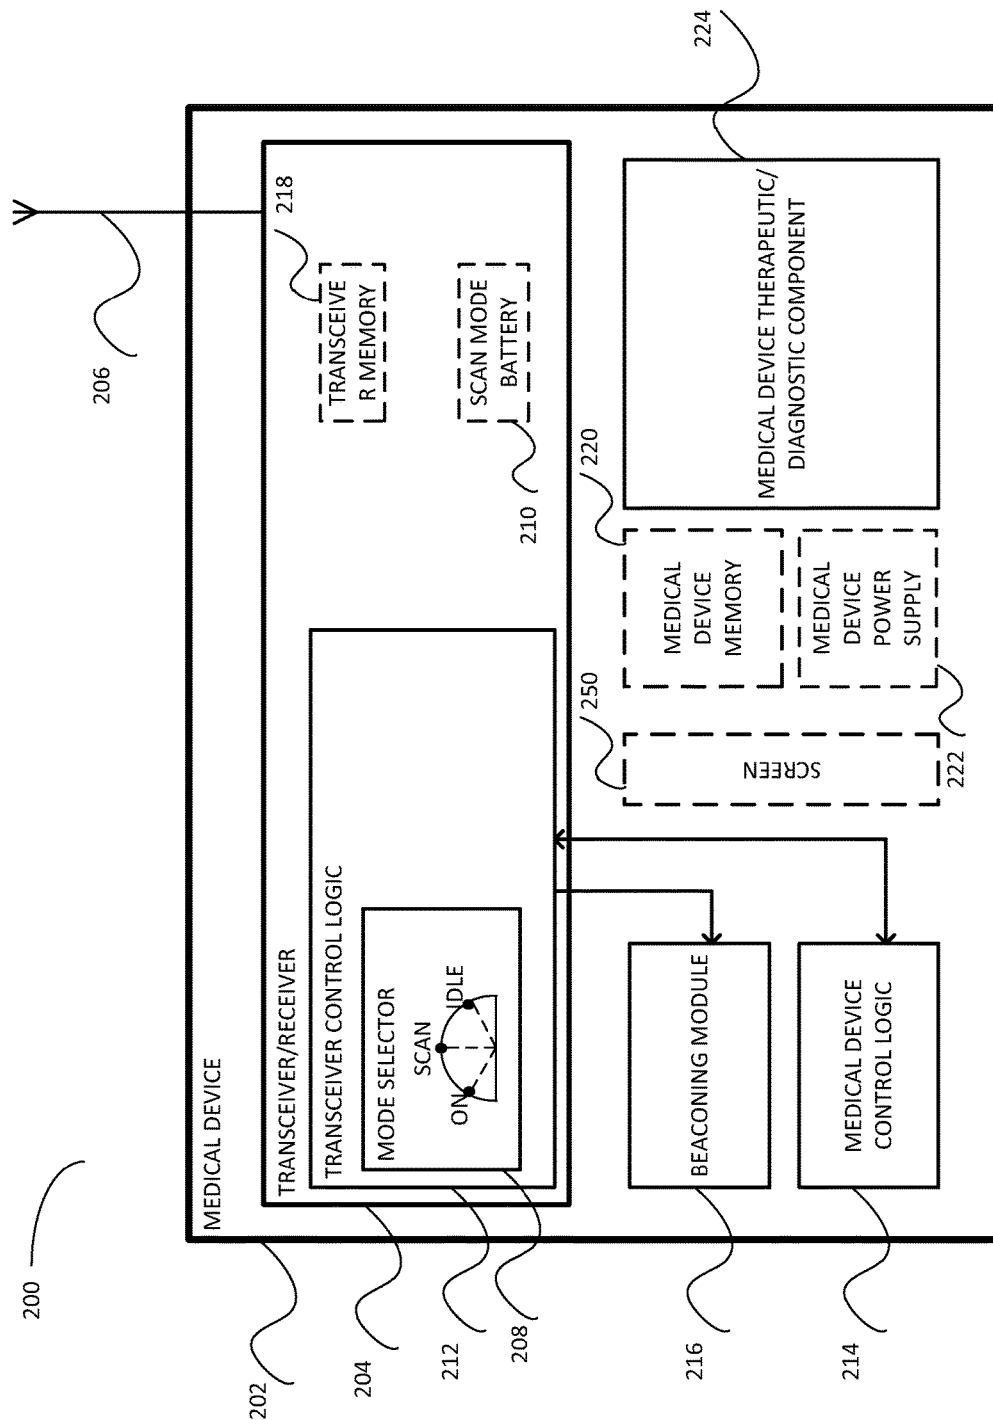 200
206
224
MEDICAL DEVICE
202
TRANSCEIVER/RECEIVER
204
TRANSCEIVER CONTROL LOGIC
212
MODE SELECTOR
208
ON
SCAN
IDLE
218
TRANSCEIVE
R MEMORY
SCAN MODE
BATTERY
210
BEACONING MODULE
216
MEDICAL DEVICE
CONTROL LOGIC
214
250
SCREEN
220
MEDICAL
DEVICE
MEMORY
MEDICAL
DEVICE
POWER
SUPPLY
222
MEDICAL DEVICE THERAPEUTIC/
DIAGNOSTIC COMPONENT